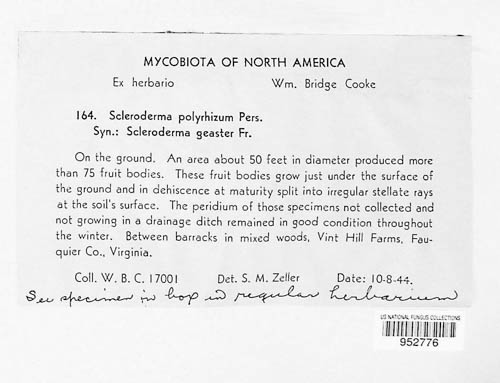 MYCOBIOTA OF NORTH AMERICA
Ex herbario Wm. Bridge Cooke
164. Scleroderma polyrhizum Pers.
Syn.: Scleroderma geaster Fr.
On the ground. An area about 50 feet in diameter produced more
than 75 fruit bodies. These fruit bodies grow just under the surface of
the ground and in dehiscence at maturity split into irregular stellate rays
at the soil's surface. The peridium of those specimens not collected and
not growing in a drainage ditch remained in good condition throughout
the winter. Between barracks in mixed woods, Vint Hill Farms, Fau-
quier Co., Virginia.
Coll. W. B. C. 17001 Det. S. M. Zeller Date: 10-8-44.
See specimen in box in regular herbarium
US NATIONAL FUNGUS COLLECTIONS
952776